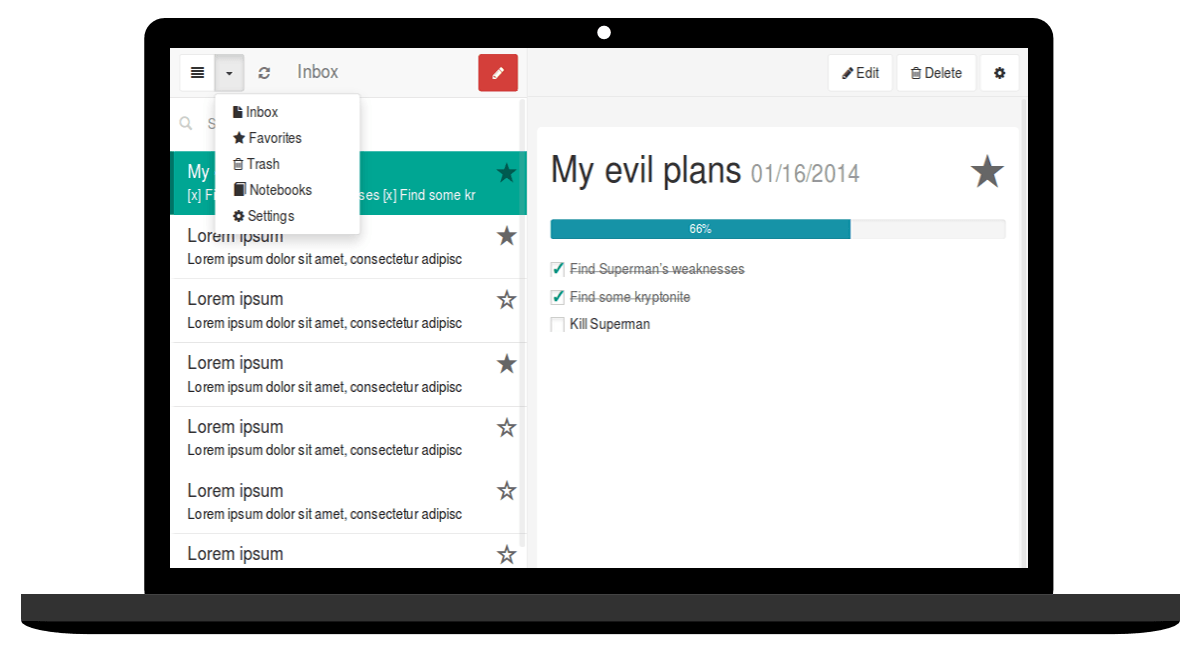 Inbox
Edit
Delete
Inbox
Favorites
Trash
Notebooks
Settings
S
My
[x] Fi ses [x] Find some kr
Lorem ipsum
Lorem ipsum dolor sit amet, consectetur adipisc
Lorem ipsum
Lorem ipsum dolor sit amet, consectetur adipisc
Lorem ipsum
Lorem ipsum dolor sit amet, consectetur adipisc
Lorem ipsum
Lorem ipsum dolor sit amet, consectetur adipisc
Lorem ipsum
Lorem ipsum dolor sit amet, consectetur adipisc
Lorem ipsum
My evil plans 01/16/2014
66%
Find Superman's weaknesses
Find some kryptonite
Kill Superman